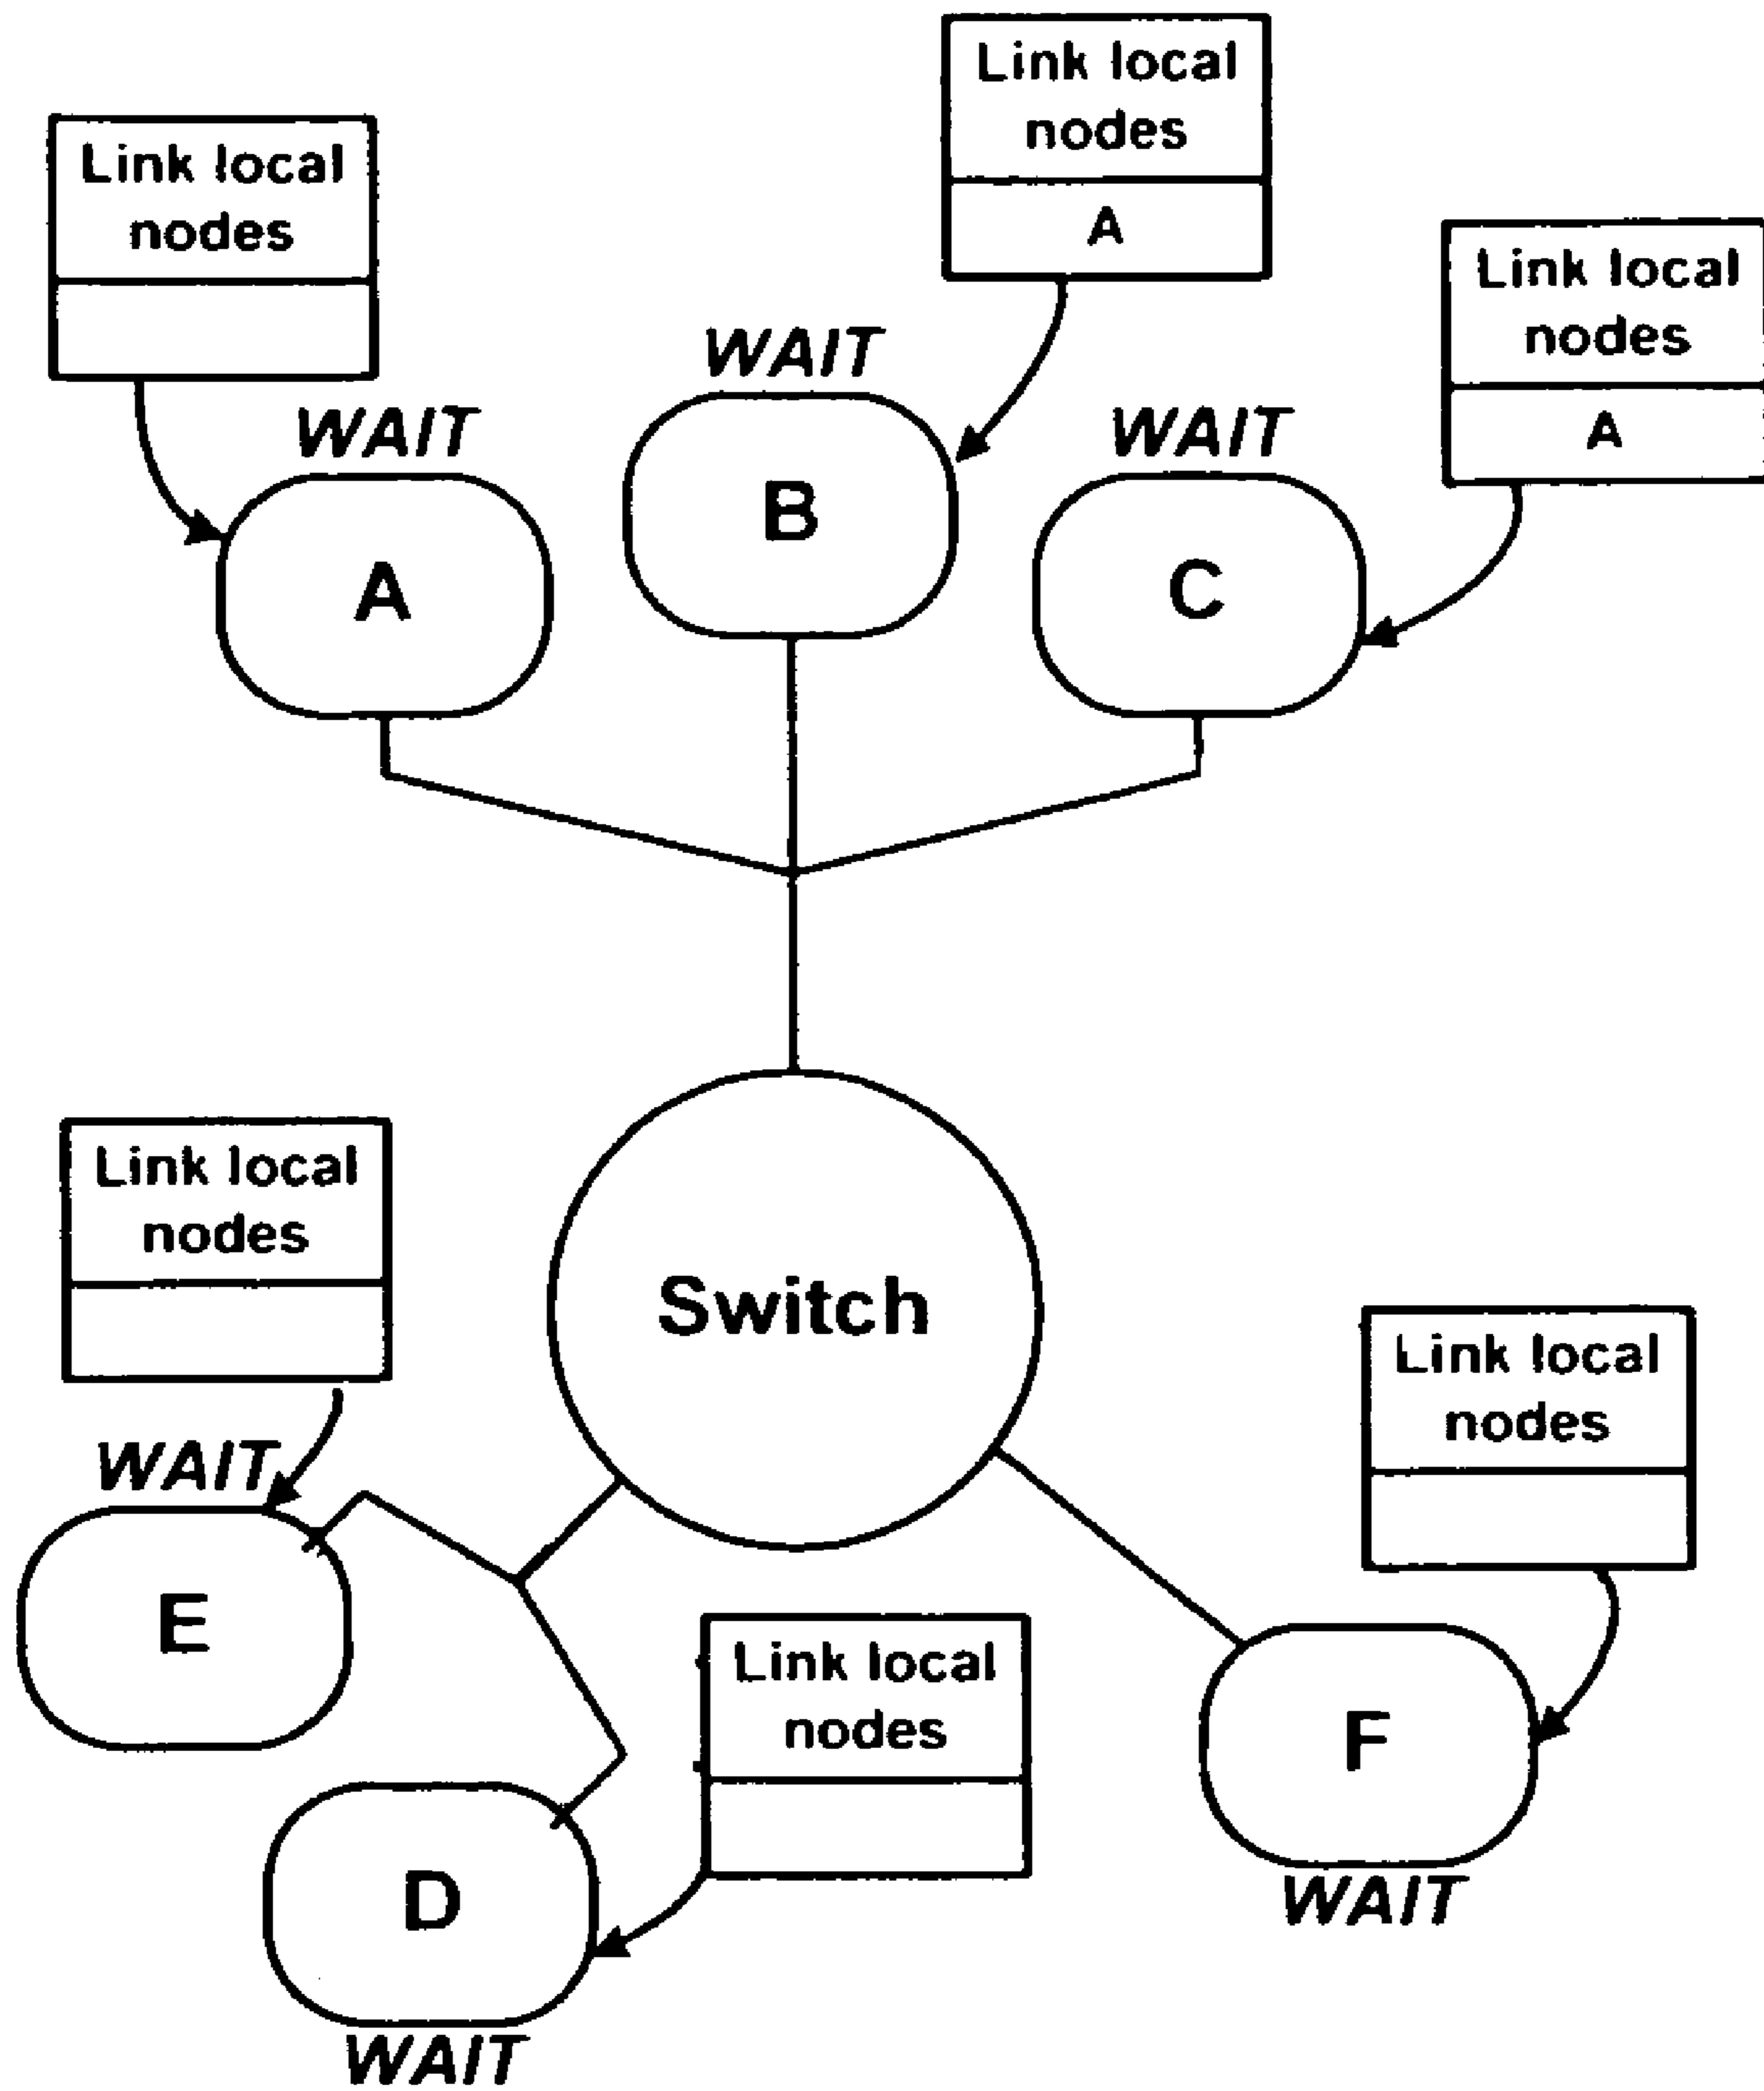 Link local
nodes
A
Link local
nodes
Link local
nodes
A
WAIT
WAIT
WAIT
B
C
A
Link local
nodes
Switch
Link local
nodes
WAIT
E
Link local
nodes
F
WAIT
D
WAIT